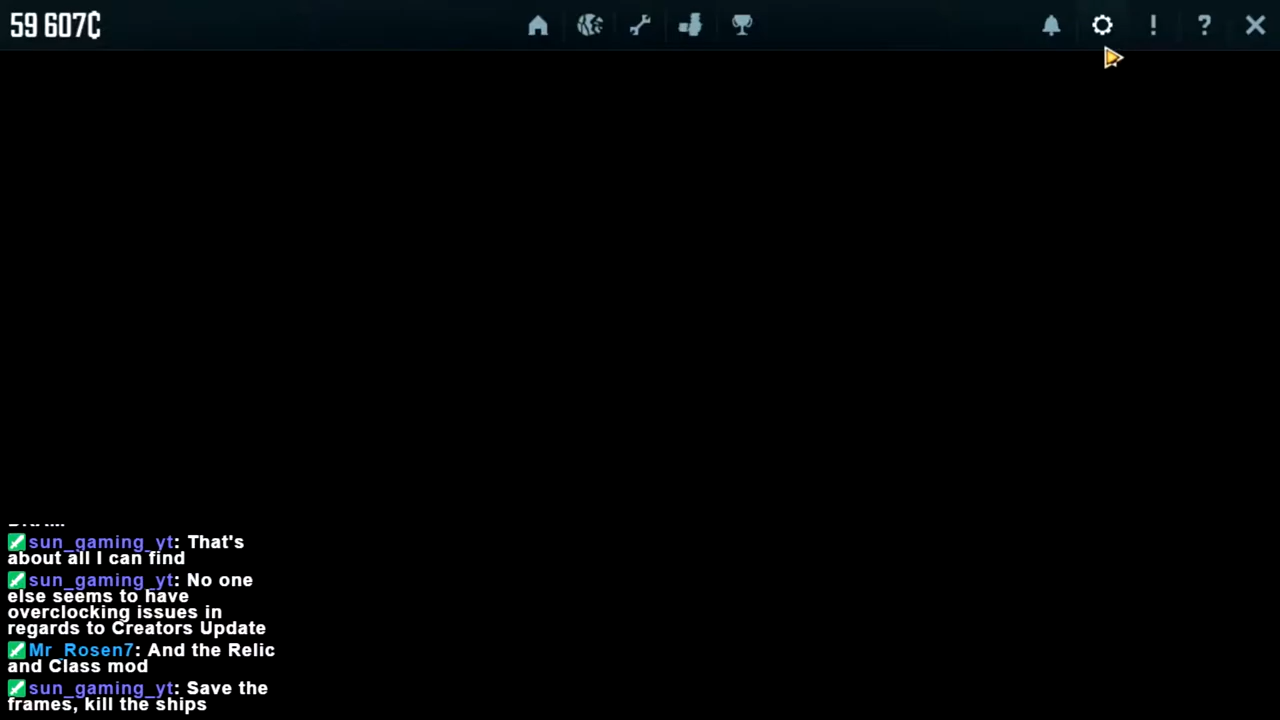 59 607₵
sun_gaming_yt: That's
about all I can find
sun_gaming_yt: No one
else seems to have
overclocking issues in
regards to Creators Update
Mr_Rosen7: And the Relic
and Class mod
sun_gaming_yt: Save the
frames, kill the ships